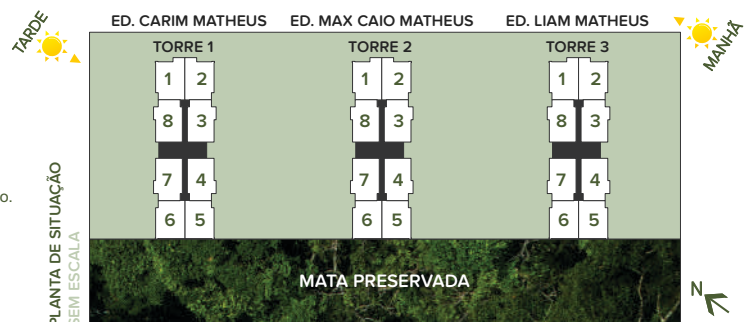 TARDE
ED. CARIM MATHEUS
ED. MAX CAIO MATHEUS
ED. LIAM MATHEUS
MANHÃ
TORRE 1
TORRE 2
TORRE 3
1 2
8 3
7 4
6 5
1 2
8 3
7 4
6 5
1 2
8 3
7 4
6 5
o.
PLANTA DE SITUAÇÃO
SEM ESCALA
MATA PRESERVADA
N